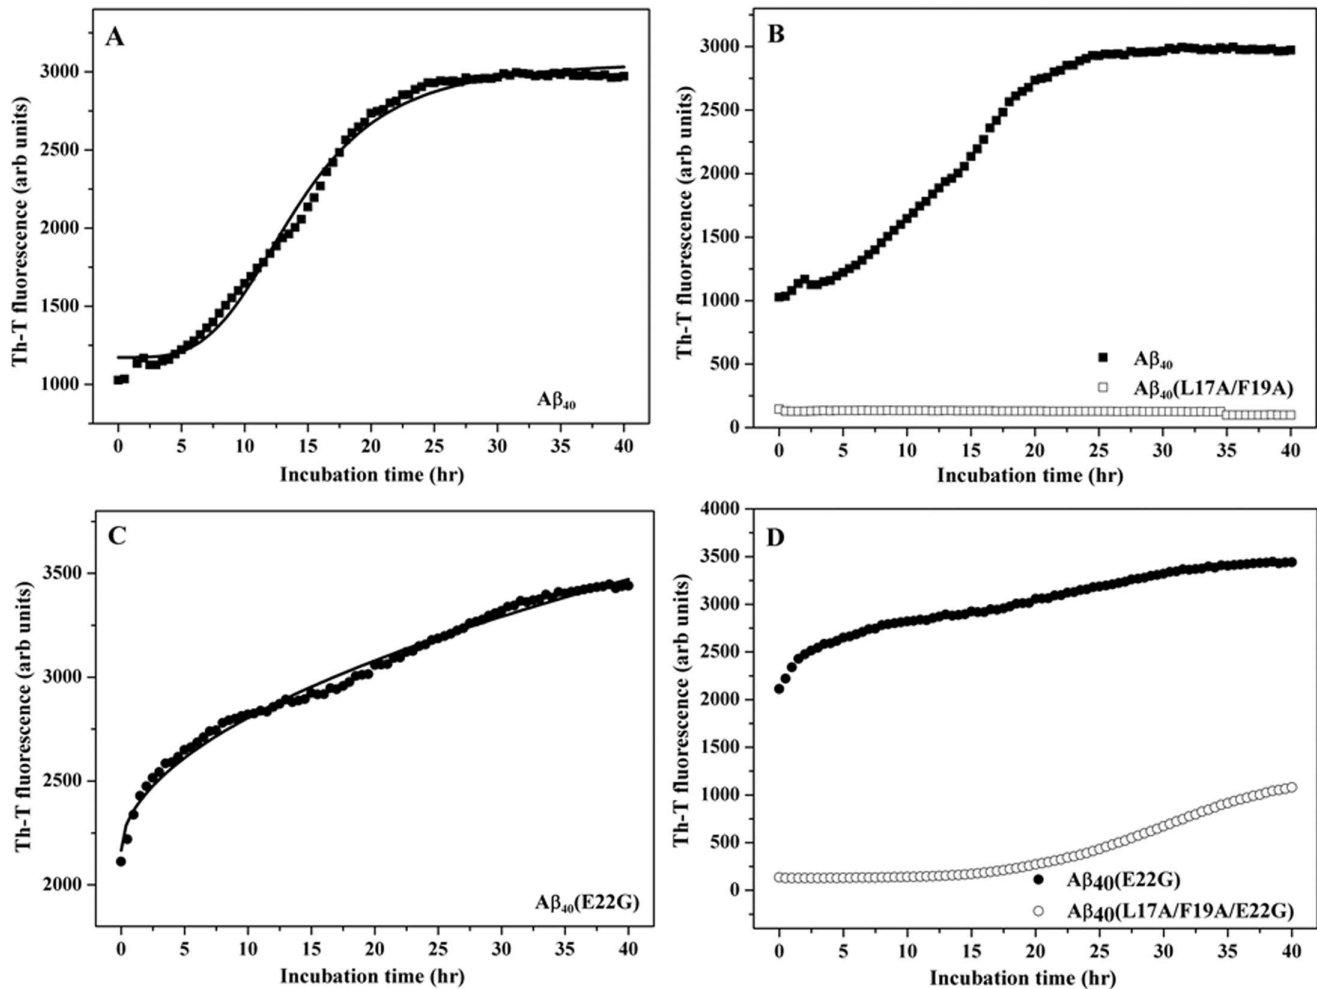 A
Th-T fluorescence (arb units)
3000
2500
2000
1500
1000
Aβ₄₀
0 5 10 15 20 25 30 35 40
Incubation time (hr)
B
Th-T fluorescence (arb units)
3000
2500
2000
1500
1000
500
0
Aβ₄₀
Aβ₄₀(L17A/F19A)
0 5 10 15 20 25 30 35 40
Incubation time (hr)
C
Th-T fluorescence (arb units)
3500
3000
2500
2000
Aβ₄₀(E22G)
0 5 10 15 20 25 30 35 40
Incubation time (hr)
D
Th-T fluorescence (arb units)
4000
3500
3000
2500
2000
1500
1000
500
0
Aβ40(E22G)
Aβ40(L17A/F19A/E22G)
0 5 10 15 20 25 30 35 40
Incubation time (hr)